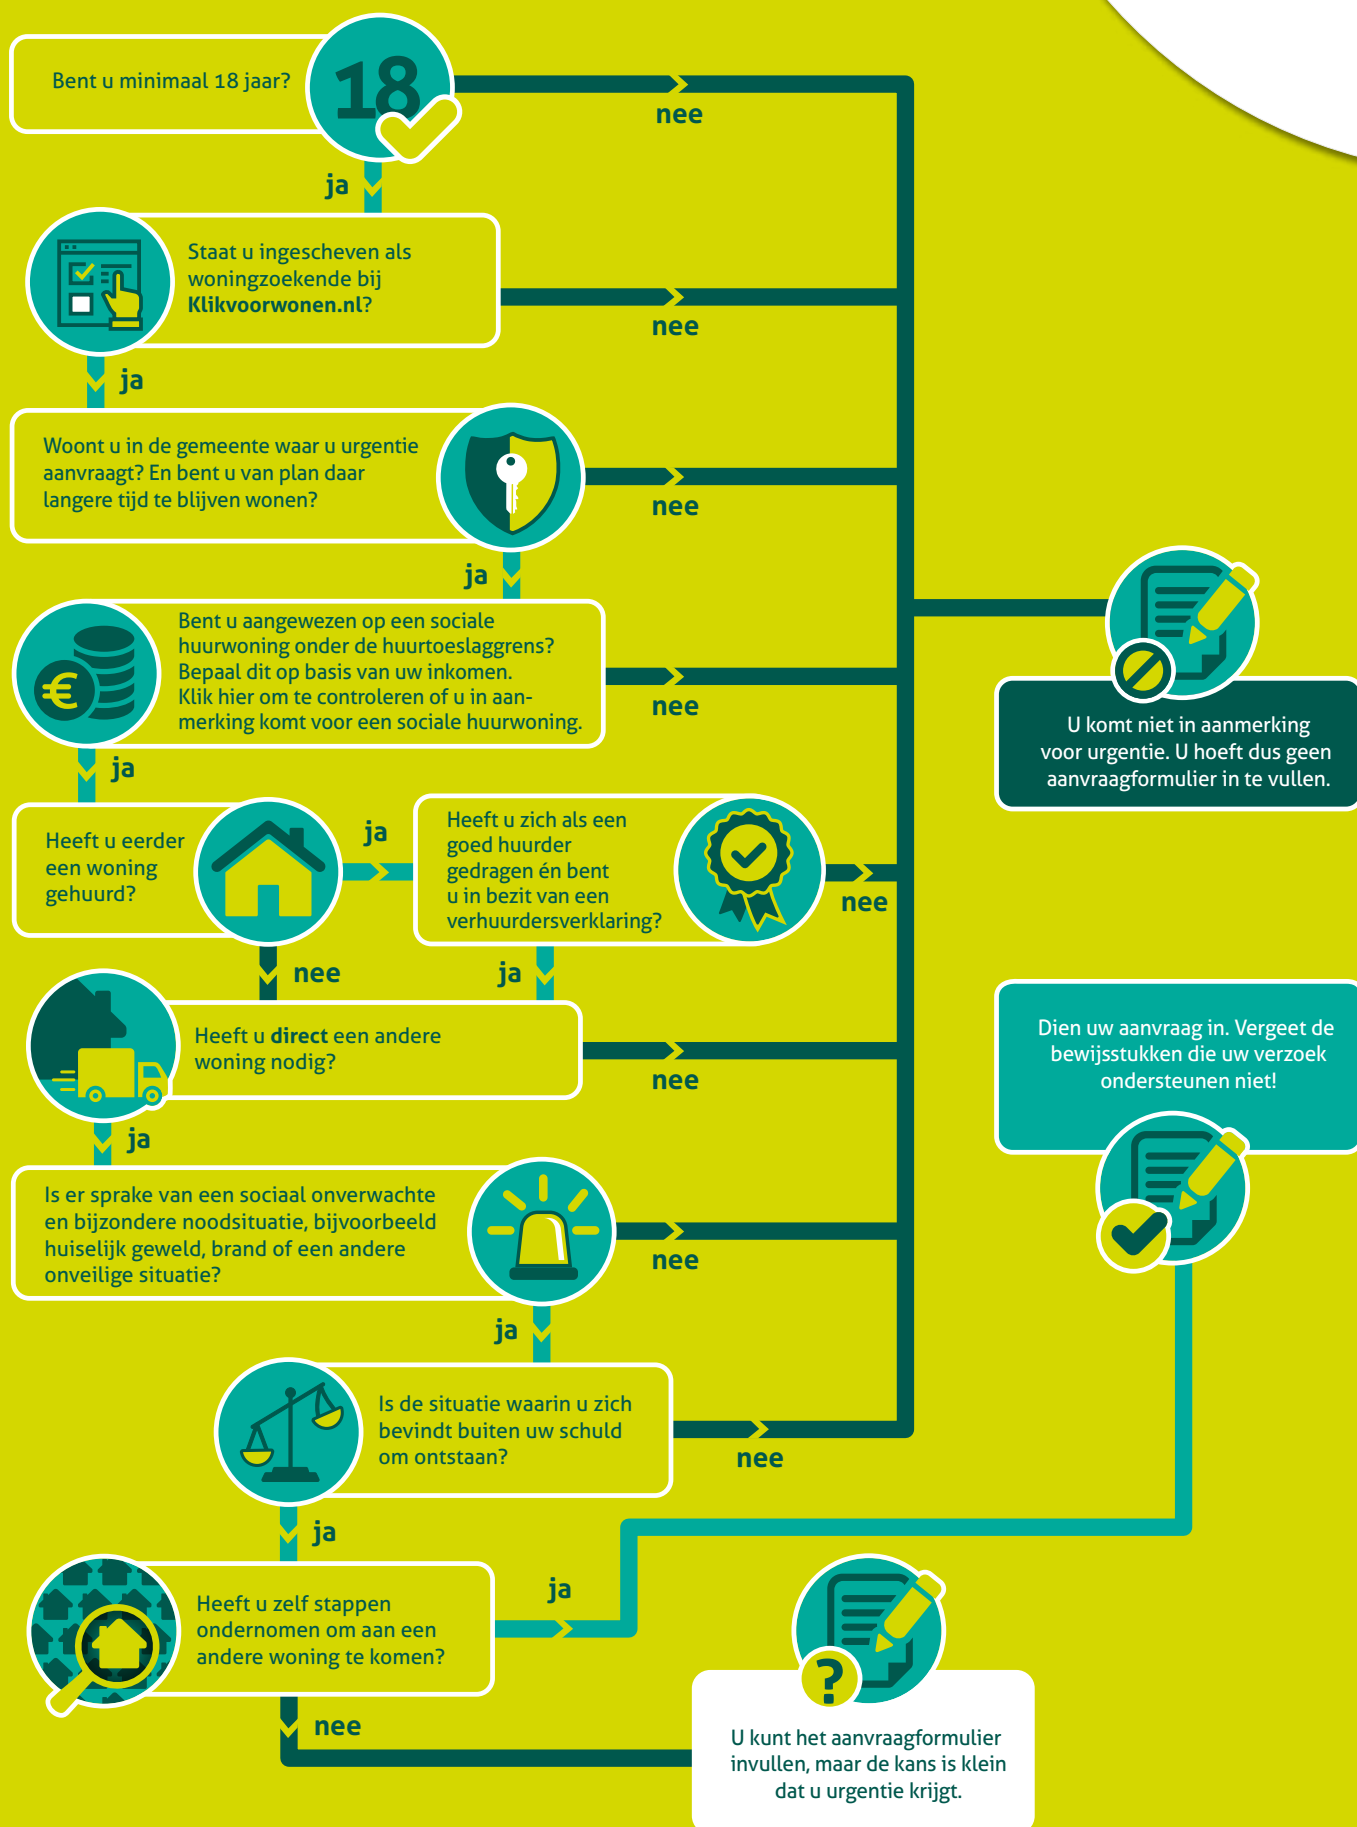 Bent u minimaal 18 jaar?
18
nee
ja
Staat u ingescheven als
woningzoekende bij
Klikvoorwonen.nl?
nee
ja
Woont u in de gemeente waar u urgentie
aanvraagt? En bent u van plan daar
langere tijd te blijven wonen?
nee
ja
Bent u aangewezen op een sociale
huurwoning onder de huurtoeslaggrens?
Bepaal dit op basis van uw inkomen.
Klik hier om te controleren of u in aan-
merking komt voor een sociale huurwoning.
€
nee
ja
U komt niet in aanmerking
voor urgentie. U hoeft dus geen
aanvraagformulier in te vullen.
Heeft u eerder
een woning
gehuurd?
ja
Heeft u zich als een
goed huurder
gedragen én bent
u in bezit van een
verhuurdersverklaring?
nee
nee
ja
Heeft u direct een andere
woning nodig?
nee
ja
Dien uw aanvraag in. Vergeet de
bewijsstukken die uw verzoek
ondersteunen niet!
Is er sprake van een sociaal onverwachte
en bijzondere noodsituatie, bijvoorbeeld
huiselijk geweld, brand of een andere
onveilige situatie?
nee
ja
Is de situatie waarin u zich
bevindt buiten uw schuld
om ontstaan?
nee
ja
Heeft u zelf stappen
ondernomen om aan een
andere woning te komen?
ja
nee
?
U kunt het aanvraagformulier
invullen, maar de kans is klein
dat u urgentie krijgt.